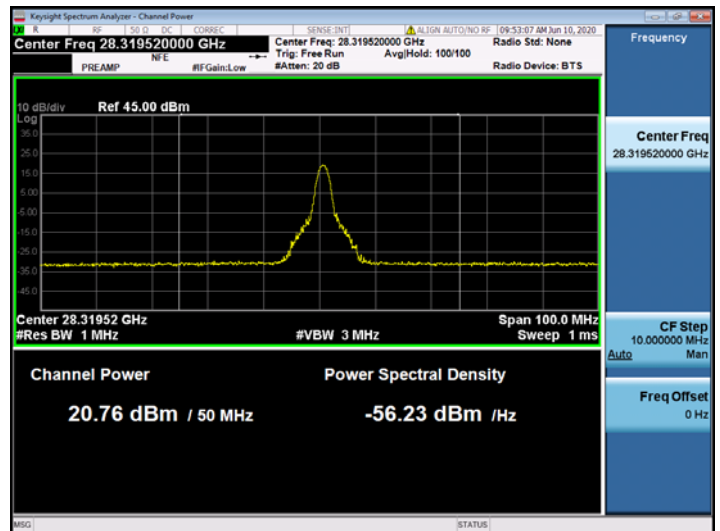 Keysight Spectrum Analyzer - Channel Power
R RF 50 Ω DC CORREC SENSE:INT ALIGN AUTO/NO RF 09:53:07 AM Jun 10, 2020
Center Freq 28.319520000 GHz
Center Freq: 28.319520000 GHz
Radio Std: None
Trig: Free Run Avg|Hold: 100/100
NFE
PREAMP #IFGain:Low #Atten: 20 dB Radio Device: BTS
10 dB/div Ref 45.00 dBm
Log
35.0
25.0
15.0
5.00
-5.00
-15.0
-25.0
-35.0
-45.0
Center 28.31952 GHz Span 100.0 MHz
#Res BW 1 MHz #VBW 3 MHz Sweep 1 ms
Channel Power Power Spectral Density
20.76 dBm / 50 MHz -56.23 dBm /Hz
Frequency
Center Freq
28.319520000 GHz
CF Step
10.000000 MHz
Auto Man
Freq Offset
0 Hz
MSG STATUS